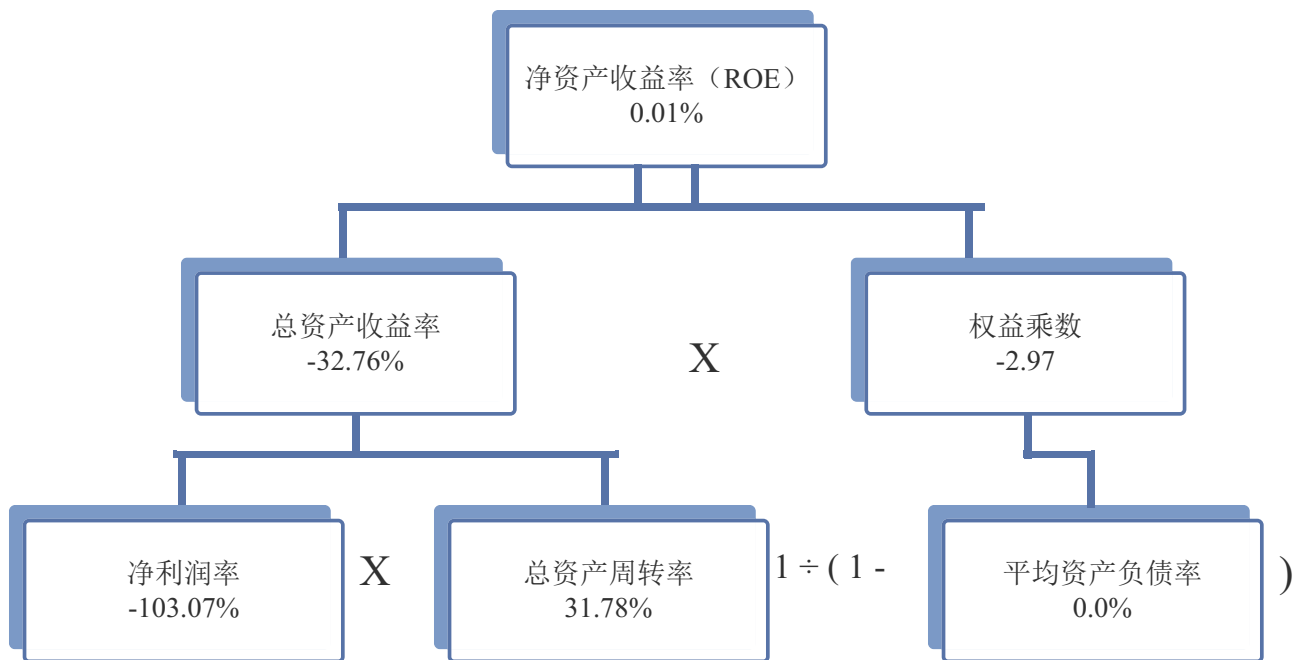 净资产收益率（ROE）
0.01%
总资产收益率
-32.76%
X
权益乘数
-2.97
净利润率
-103.07%
X
总资产周转率
31.78%
1 ÷ ( 1 -
平均资产负债率
0.0%
)